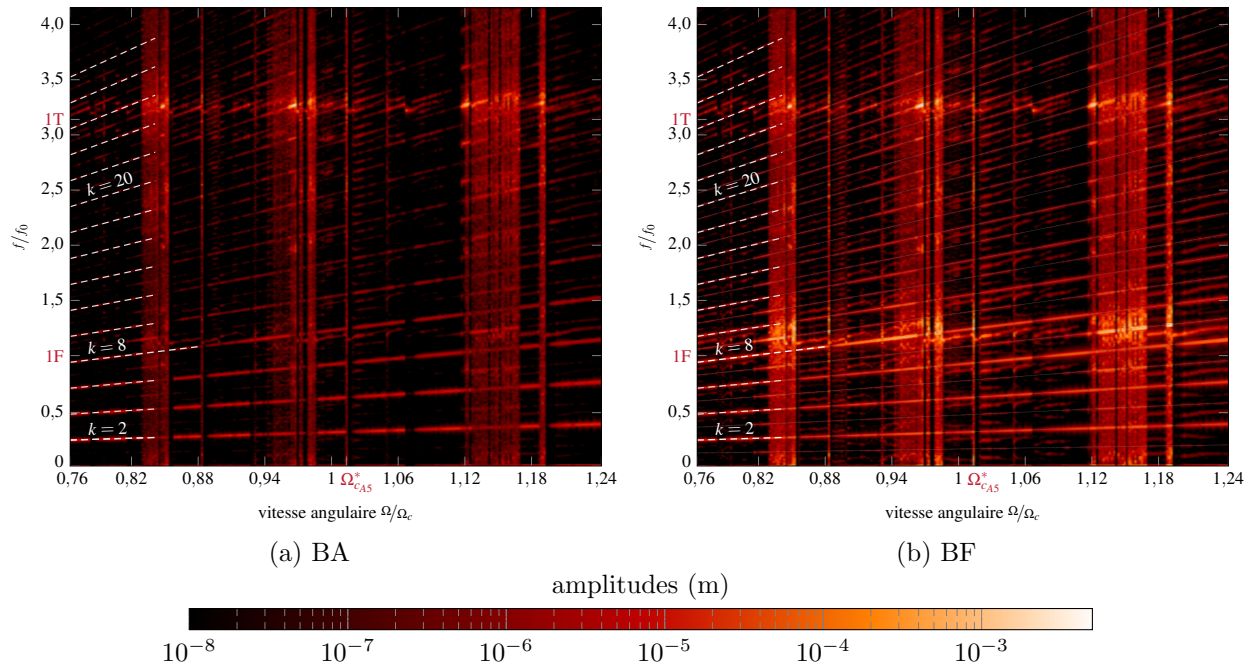 4,0
3,5
1T
3,0
2,5
2,0
1,5
1F
0,5
0
f/f₀
k = 20
k = 8
k = 2
0,76 0,82 0,88 0,94 1 Ω*cA5 1,06 1,12 1,18 1,24
vitesse angulaire Ω/Ωc
(a) BA
4,0
3,5
1T
3,0
2,5
2,0
1,5
1F
0,5
0
f/f₀
k = 20
k = 8
k = 2
0,76 0,82 0,88 0,94 1 Ω*cA5 1,06 1,12 1,18 1,24
vitesse angulaire Ω/Ωc
(b) BF
amplitudes (m)
10⁻⁸ 10⁻⁷ 10⁻⁶ 10⁻⁵ 10⁻⁴ 10⁻³